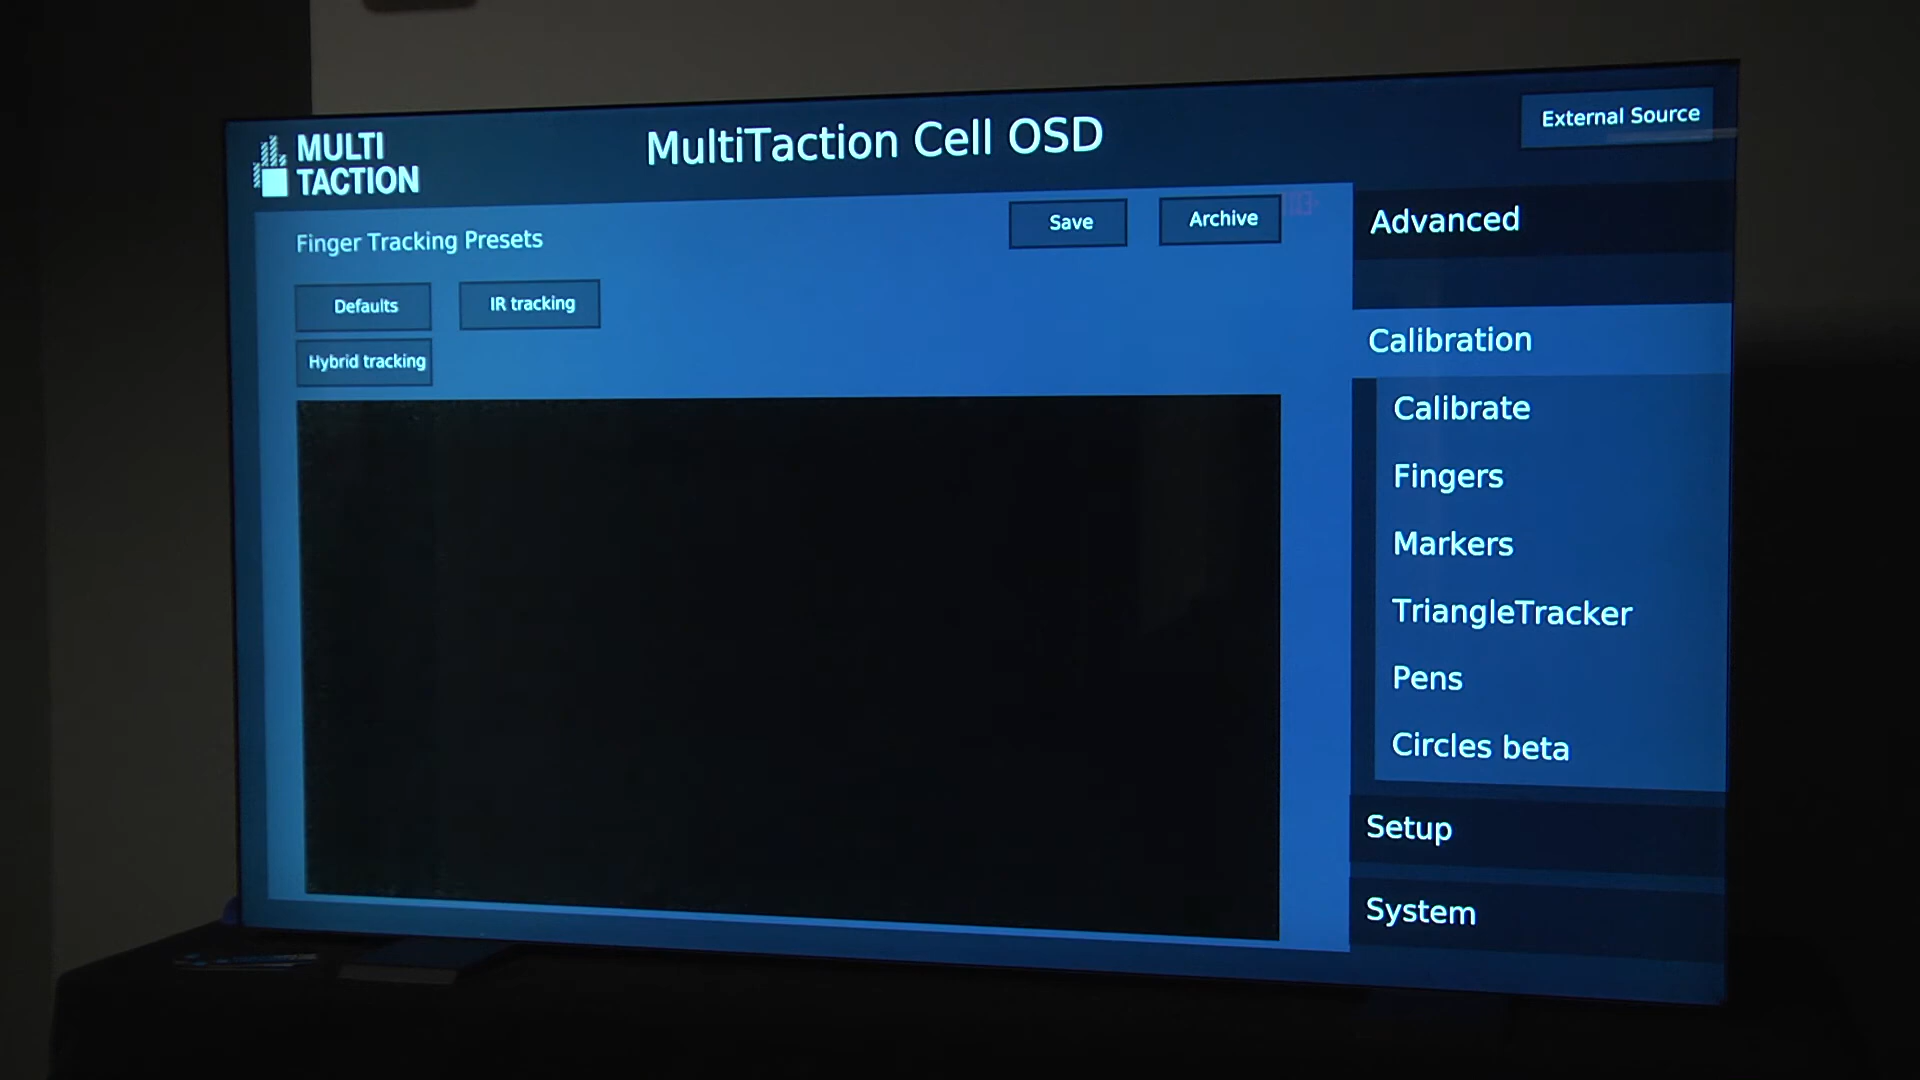 MULTI
TACTION
MultiTaction Cell OSD
External Source
Finger Tracking Presets
Save
Archive
Defaults
IR tracking
Hybrid tracking
Advanced
Calibration
Calibrate
Fingers
Markers
TriangleTracker
Pens
Circles beta
Setup
System